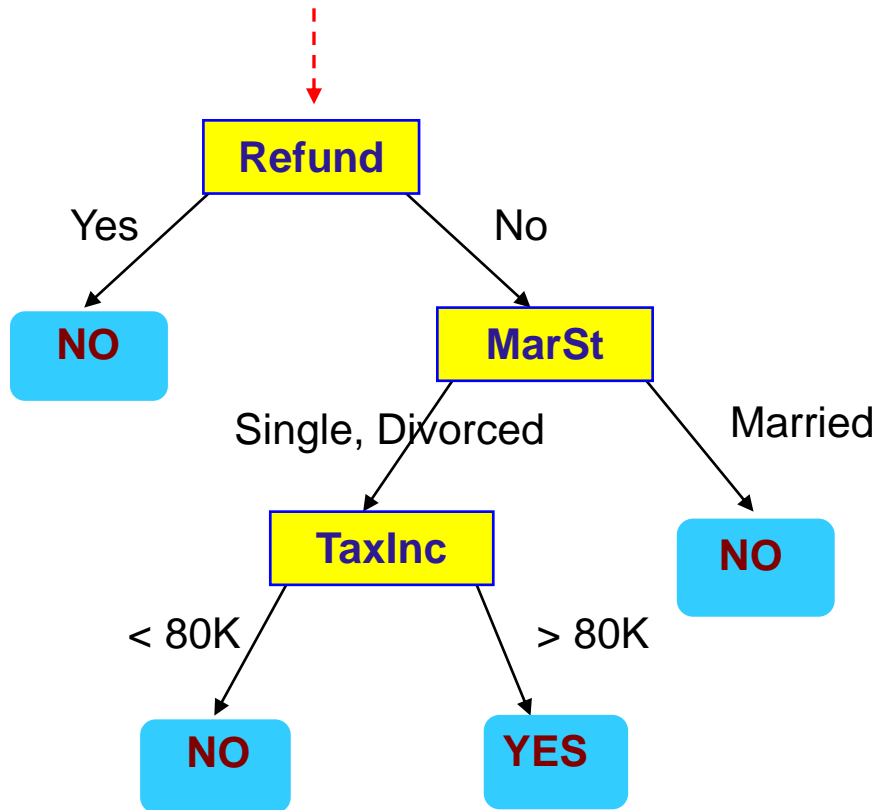 Refund
Yes
No
NO
MarSt
Single, Divorced
Married
TaxInc
NO
< 80K
> 80K
NO
YES